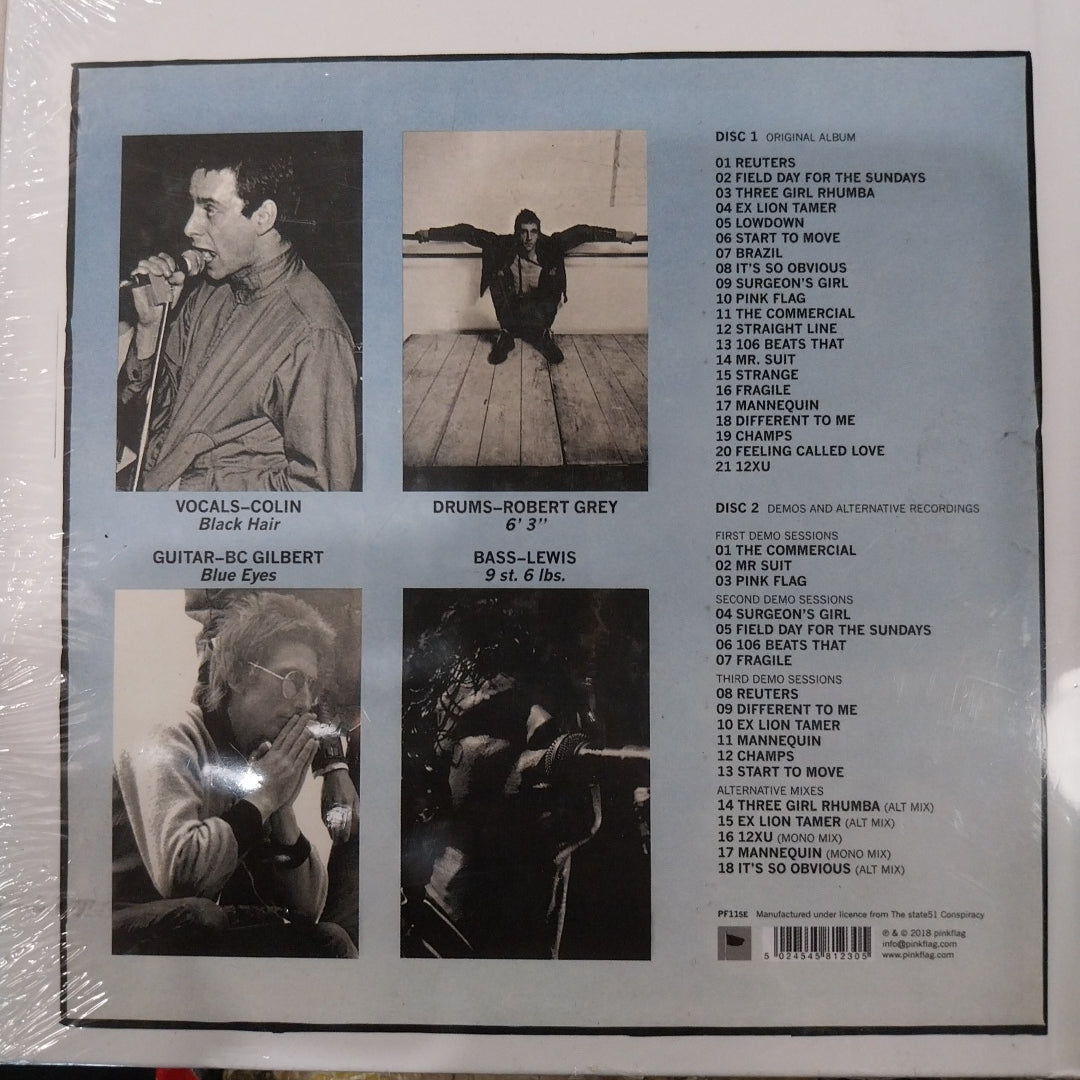 VOCALS–COLIN
Black Hair
DRUMS–ROBERT GREY
6' 3"
GUITAR–BC GILBERT
Blue Eyes
BASS–LEWIS
9 st. 6 lbs.
DISC 1 ORIGINAL ALBUM
01 REUTERS
02 FIELD DAY FOR THE SUNDAYS
03 THREE GIRL RHUMBA
04 EX LION TAMER
05 LOWDOWN
06 START TO MOVE
07 BRAZIL
08 IT'S SO OBVIOUS
09 SURGEON'S GIRL
10 PINK FLAG
11 THE COMMERCIAL
12 STRAIGHT LINE
13 106 BEATS THAT
14 MR. SUIT
15 STRANGE
16 FRAGILE
17 MANNEQUIN
18 DIFFERENT TO ME
19 CHAMPS
20 FEELING CALLED LOVE
21 12XU
DISC 2 DEMOS AND ALTERNATIVE RECORDINGS
FIRST DEMO SESSIONS
01 THE COMMERCIAL
02 MR SUIT
03 PINK FLAG
SECOND DEMO SESSIONS
04 SURGEON'S GIRL
05 FIELD DAY FOR THE SUNDAYS
06 106 BEATS THAT
07 FRAGILE
THIRD DEMO SESSIONS
08 REUTERS
09 DIFFERENT TO ME
10 EX LION TAMER
11 MANNEQUIN
12 CHAMPS
13 START TO MOVE
ALTERNATIVE MIXES
14 THREE GIRL RHUMBA (ALT MIX)
15 EX LION TAMER (ALT MIX)
16 12XU (MONO MIX)
17 MANNEQUIN (MONO MIX)
18 IT'S SO OBVIOUS (ALT MIX)
PF11SE Manufactured under licence from The state51 Conspiracy
5 024545 812305
℗ & © 2018 pinkflag
info@pinkflag.com
www.pinkflag.com